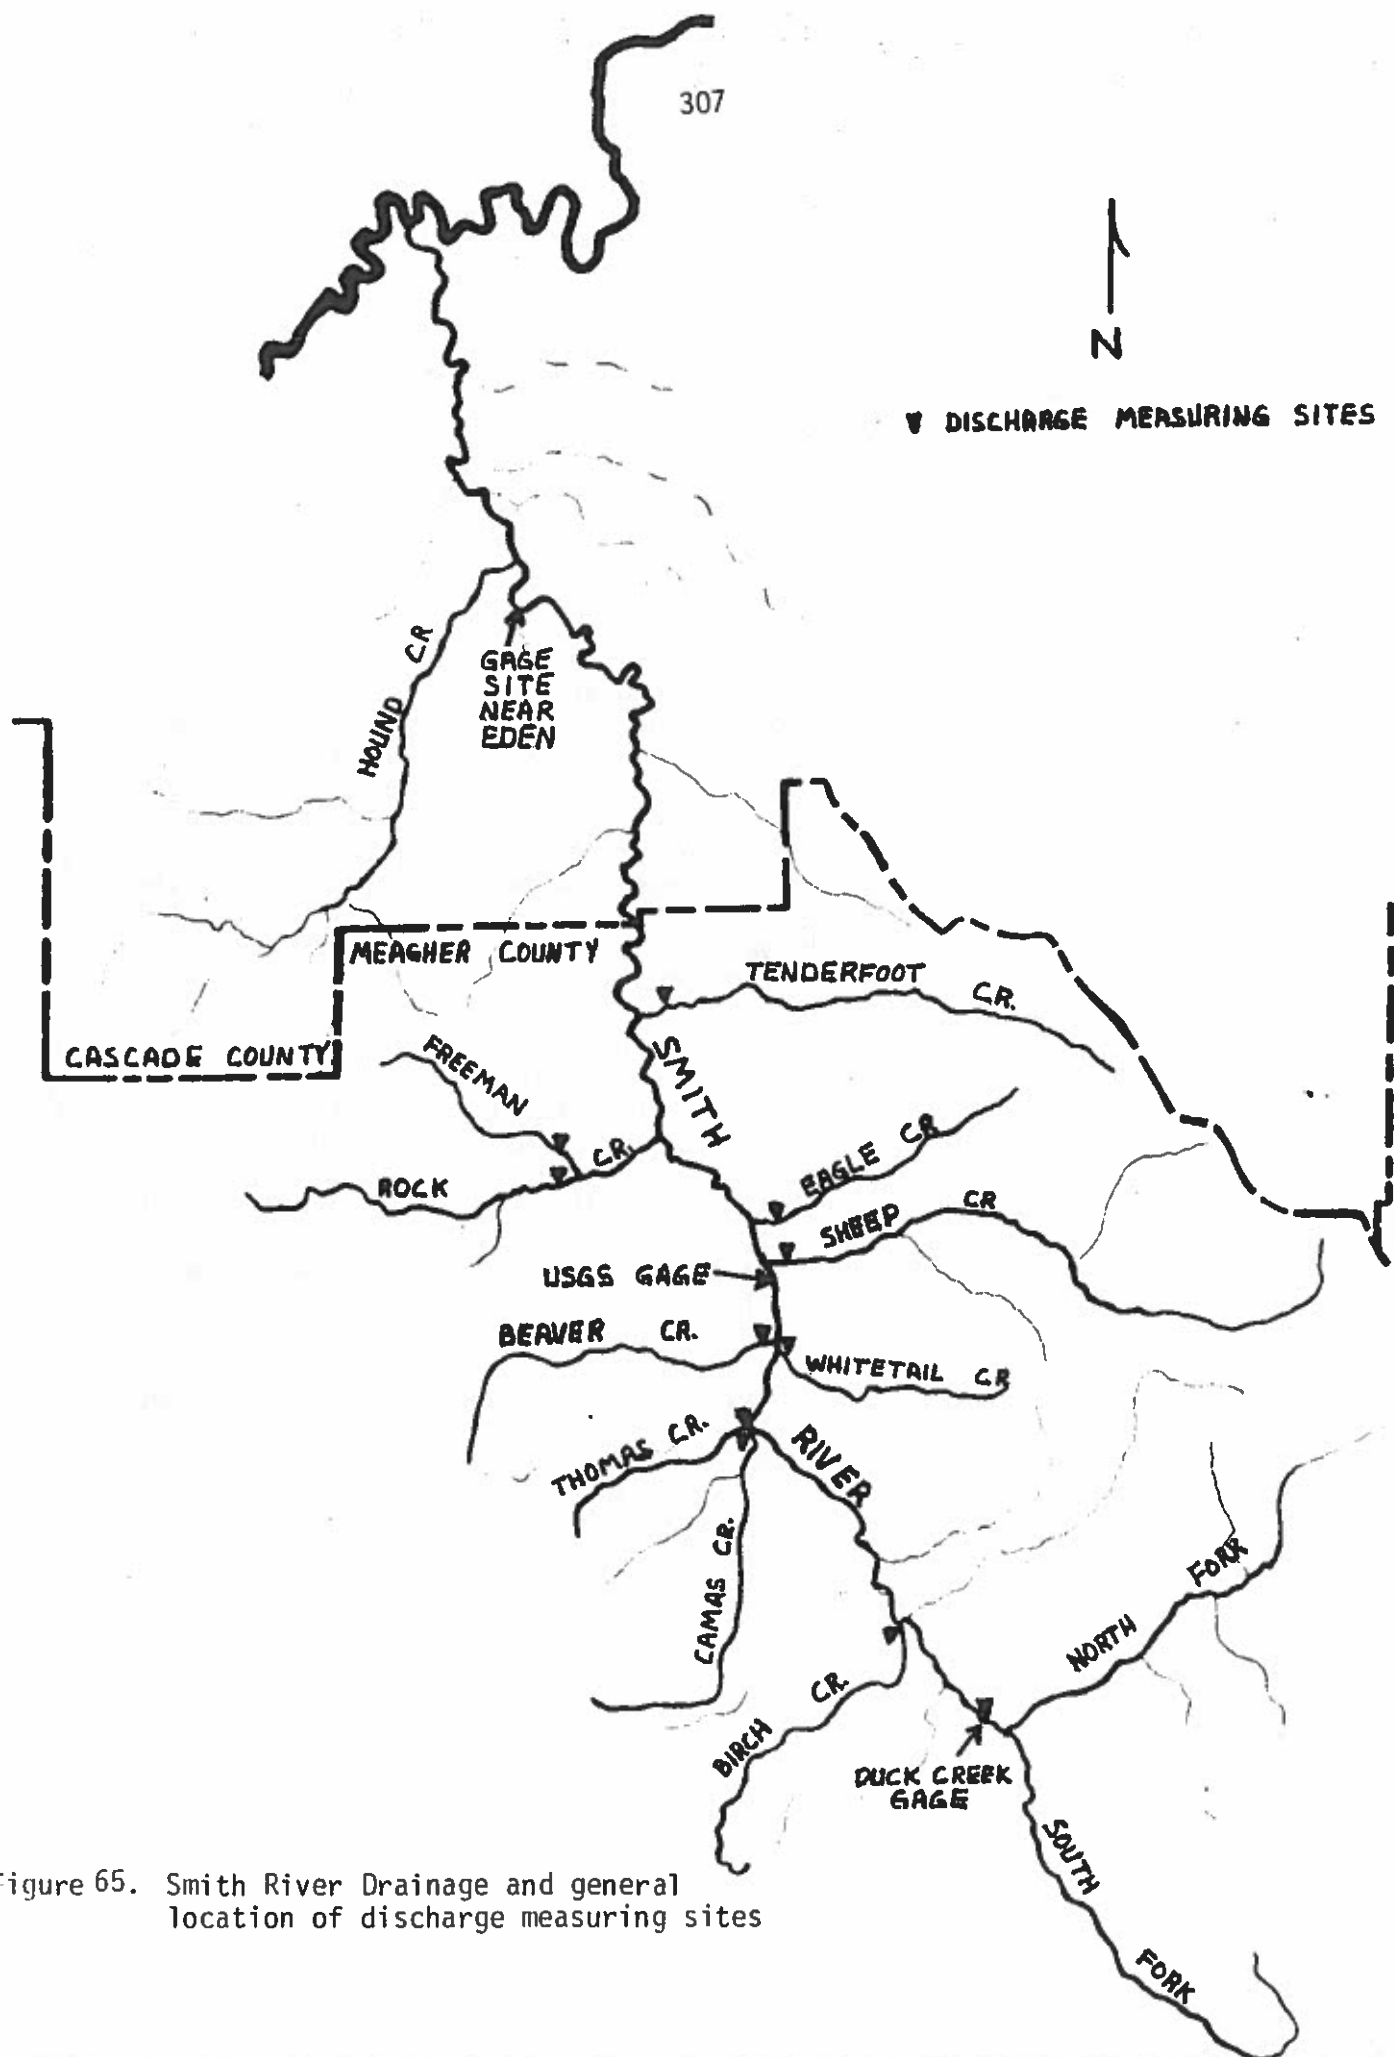 307
N
DISCHARGE MEASURING SITES
HOUND CR
GAGE
SITE
NEAR
EDEN
MEAGHER COUNTY
CASCADE COUNTY
TENDERFOOT CR.
FREEMAN
SMITH
ROCK CR.
EAGLE CR
SHEEP CR
USGS GAGE
BEAVER CR.
WHITETAIL CR
THOMAS CR.
RIVER
CAMAS CR.
NORTH FORK
BIRCH CR.
DUCK CREEK
GAGE
SOUTH FORK
Figure 65. Smith River Drainage and general
location of discharge measuring sites